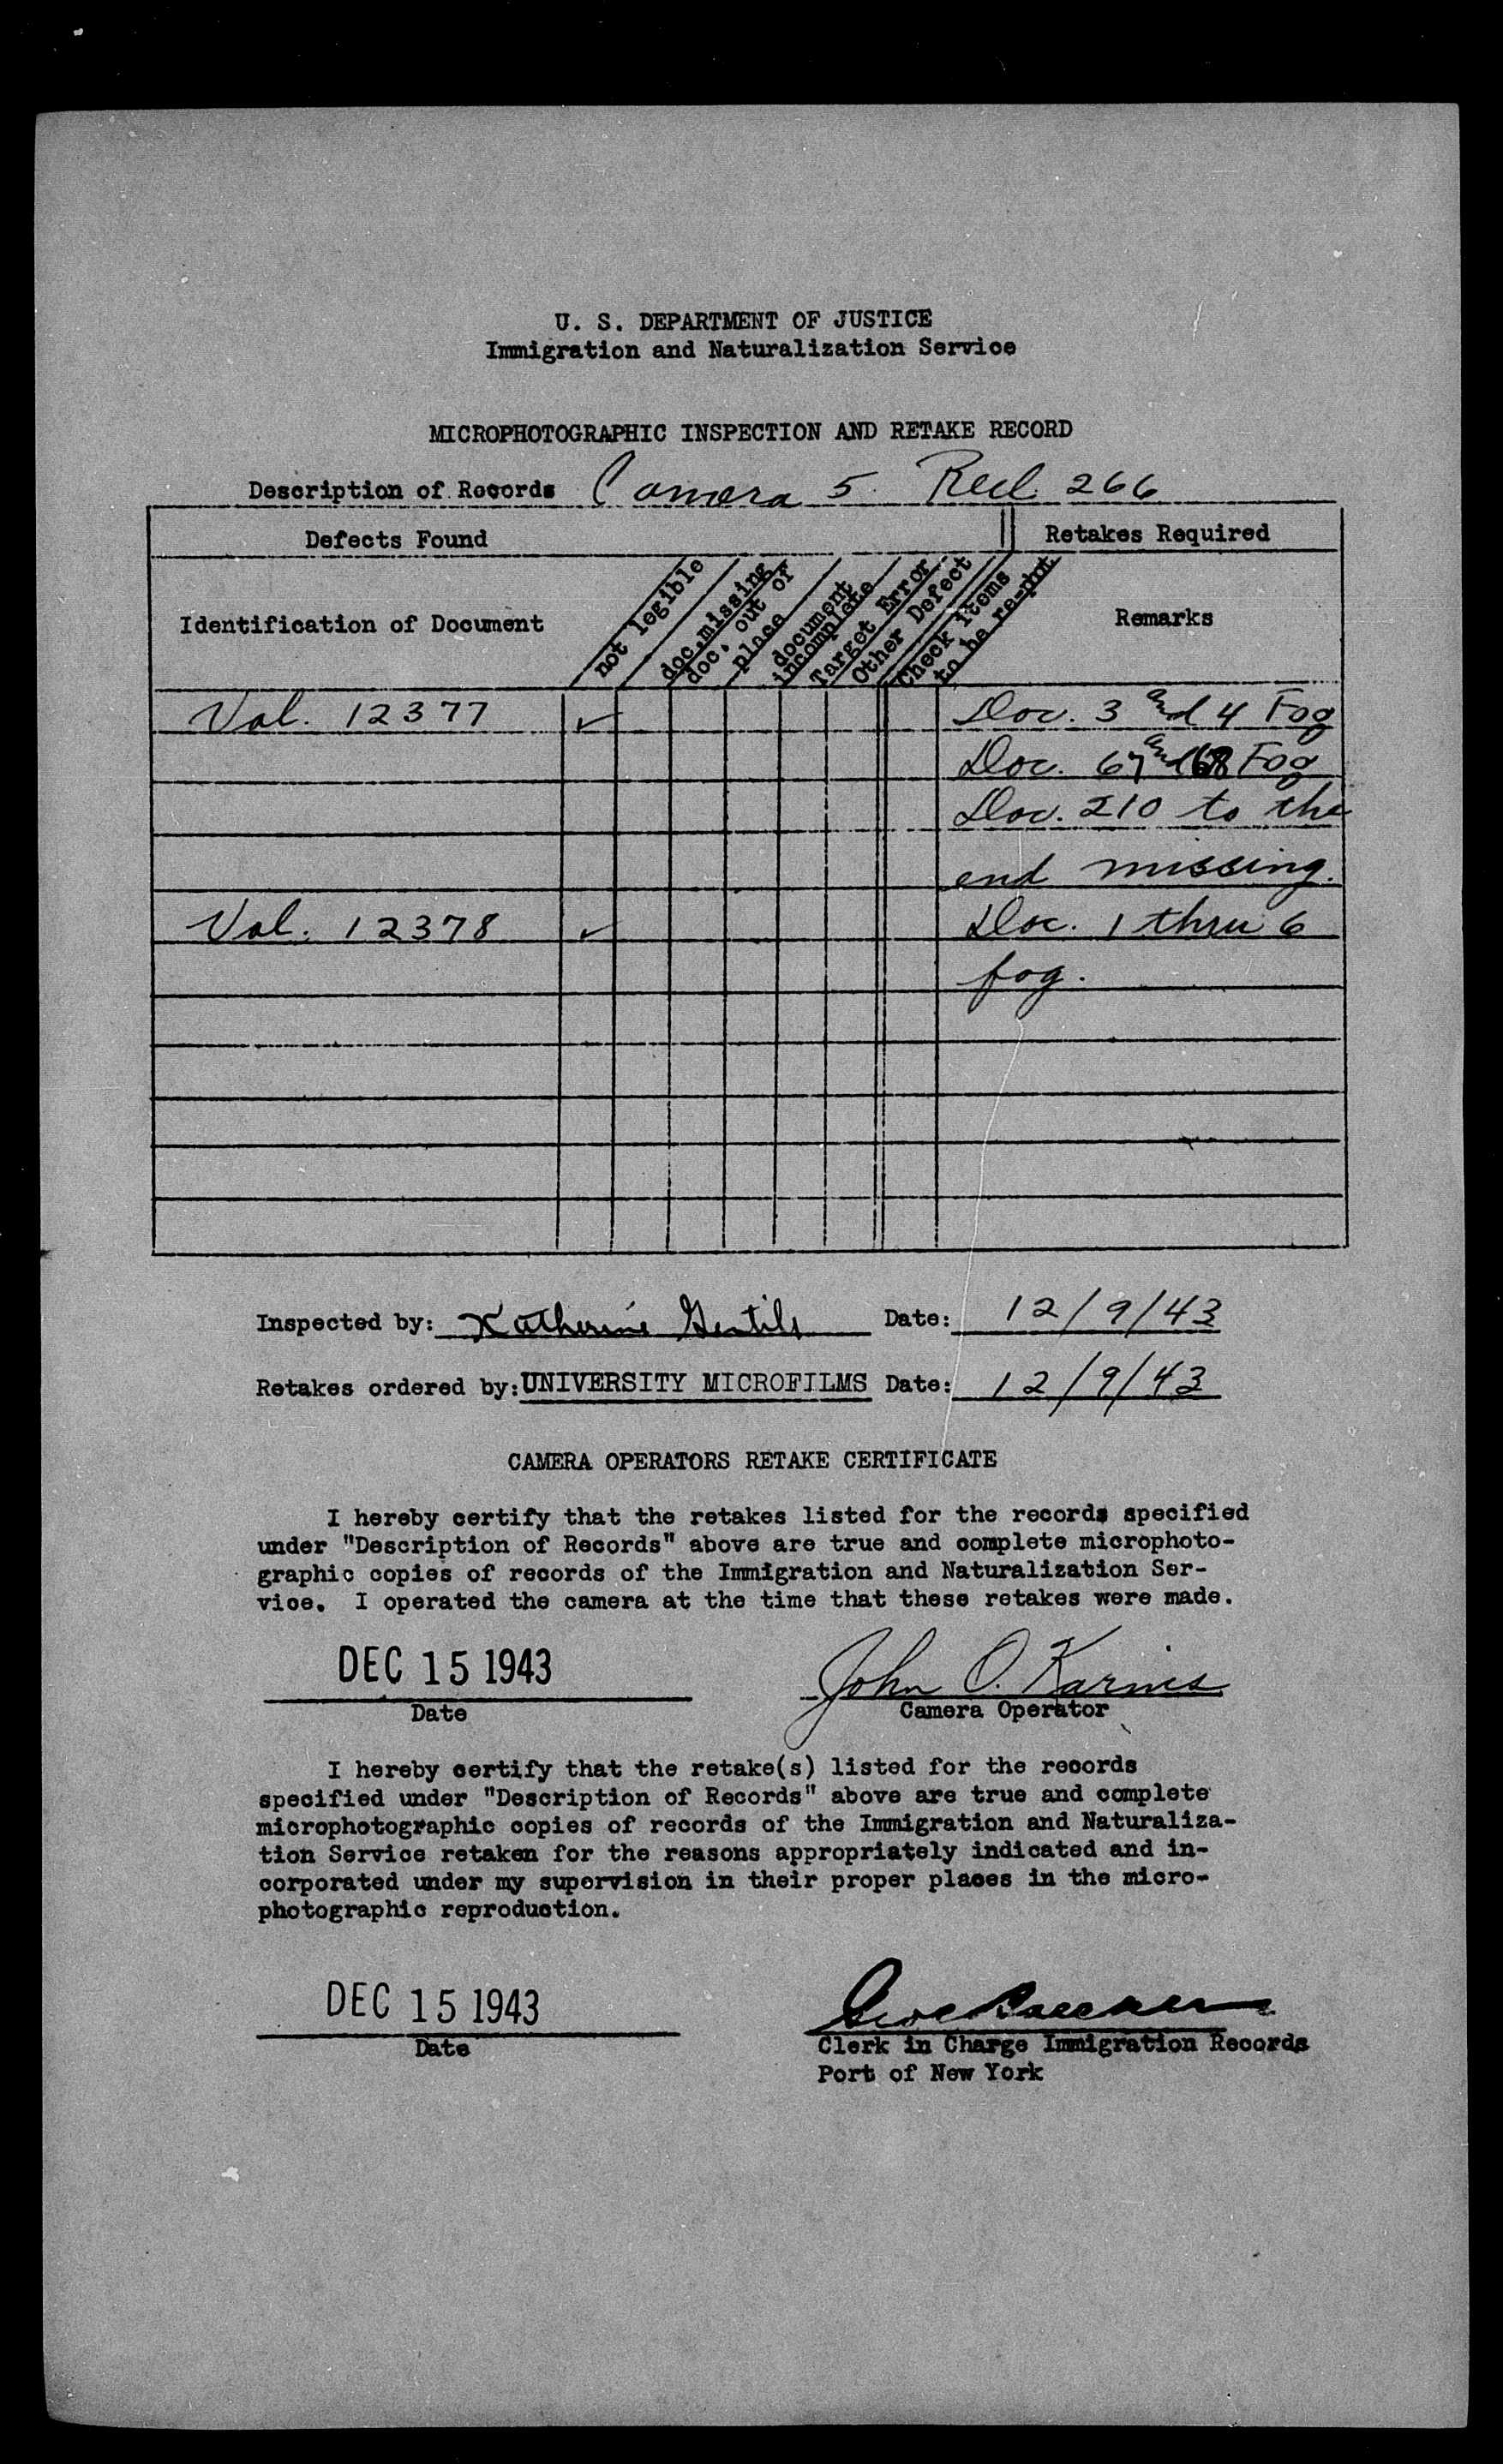 U. S. DEPARTMENT OF JUSTICE
Immigration and Naturalization Service
MICROPHOTOGRAPHIC INSPECTION AND RETAKE RECORD
Description of Records Camera 5 Reel 266
Defects Found
Retakes Required
Identification of Document
not legible
doc. missing
doc. out of
place
document
incomplete
Target Error
Other Defect
Check items
to be re-pho't
Remarks
Vol. 12377 ✓ Doc. 3 and 4 Fog
Doc. 67 and 68 Fog
Doc. 210 to the
end missing.
Vol. 12378 ✓ Doc. 1 thru 6
fog.
Inspected by: Katherine Gentile Date: 12/9/43
Retakes ordered by: UNIVERSITY MICROFILMS Date: 12/9/43
CAMERA OPERATORS RETAKE CERTIFICATE
I hereby certify that the retakes listed for the records specified
under "Description of Records" above are true and complete microphoto-
graphic copies of records of the Immigration and Naturalization Ser-
vice. I operated the camera at the time that these retakes were made.
DEC 15 1943
John O.
Date
Camera Operator
I hereby certify that the retake(s) listed for the records
specified under "Description of Records" above are true and complete
microphotographic copies of records of the Immigration and Naturaliza-
tion Service retaken for the reasons appropriately indicated and in-
corporated under my supervision in their proper places in the micro-
photographic reproduction.
DEC 15 1943
Date
Clerk in Charge Immigration Records
Port of New York